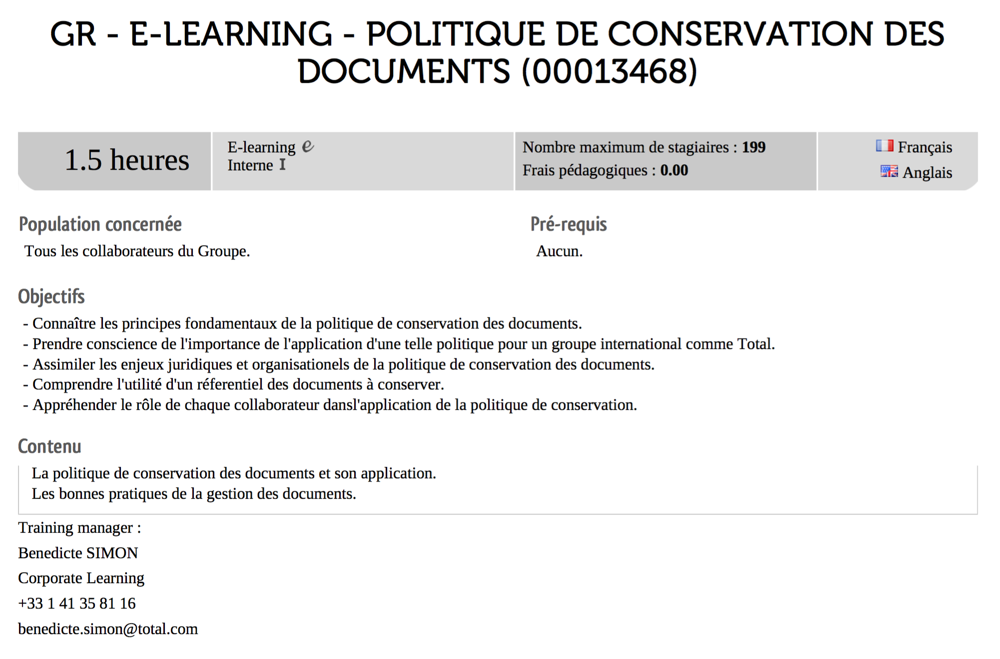 GR - E-LEARNING - POLITIQUE DE CONSERVATION DES
DOCUMENTS (00013468)
1.5 heures
E-learning e
Interne I
Nombre maximum de stagiaires : 199
Frais pédagogiques : 0.00
Français
Anglais
Population concernée
Tous les collaborateurs du Groupe.
Pré-requis
Aucun.
Objectifs
- Connaître les principes fondamentaux de la politique de conservation des documents.
- Prendre conscience de l'importance de l'application d'une telle politique pour un groupe international comme Total.
- Assimiler les enjeux juridiques et organisationels de la politique de conservation des documents.
- Comprendre l'utilité d'un réferentiel des documents à conserver.
- Appréhender le rôle de chaque collaborateur dansl'application de la politique de conservation.
Contenu
La politique de conservation des documents et son application.
Les bonnes pratiques de la gestion des documents.
Training manager :
Benedicte SIMON
Corporate Learning
+33 1 41 35 81 16
benedicte.simon@total.com